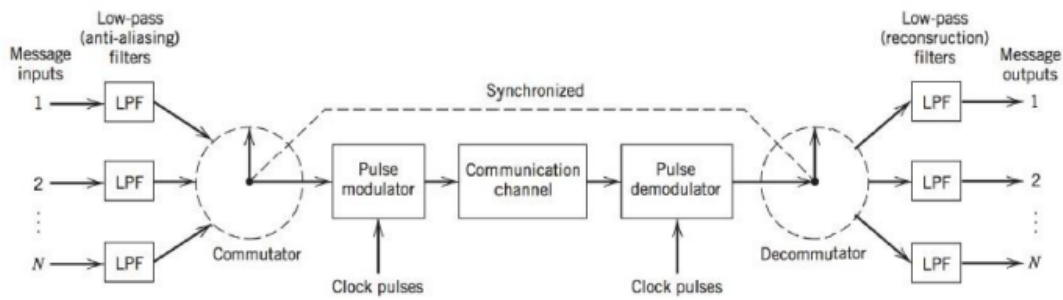 Low-pass
(anti-aliasing)
filters
Message
inputs
1
LPF
2
LPF
⋮
⋮
N
LPF
Commutator
Synchronized
Pulse
modulator
Clock pulses
Communication
channel
Pulse
demodulator
Clock pulses
Decommutator
Low-pass
(reconsruction)
filters
Message
outputs
LPF
1
LPF
2
⋮
⋮
LPF
N